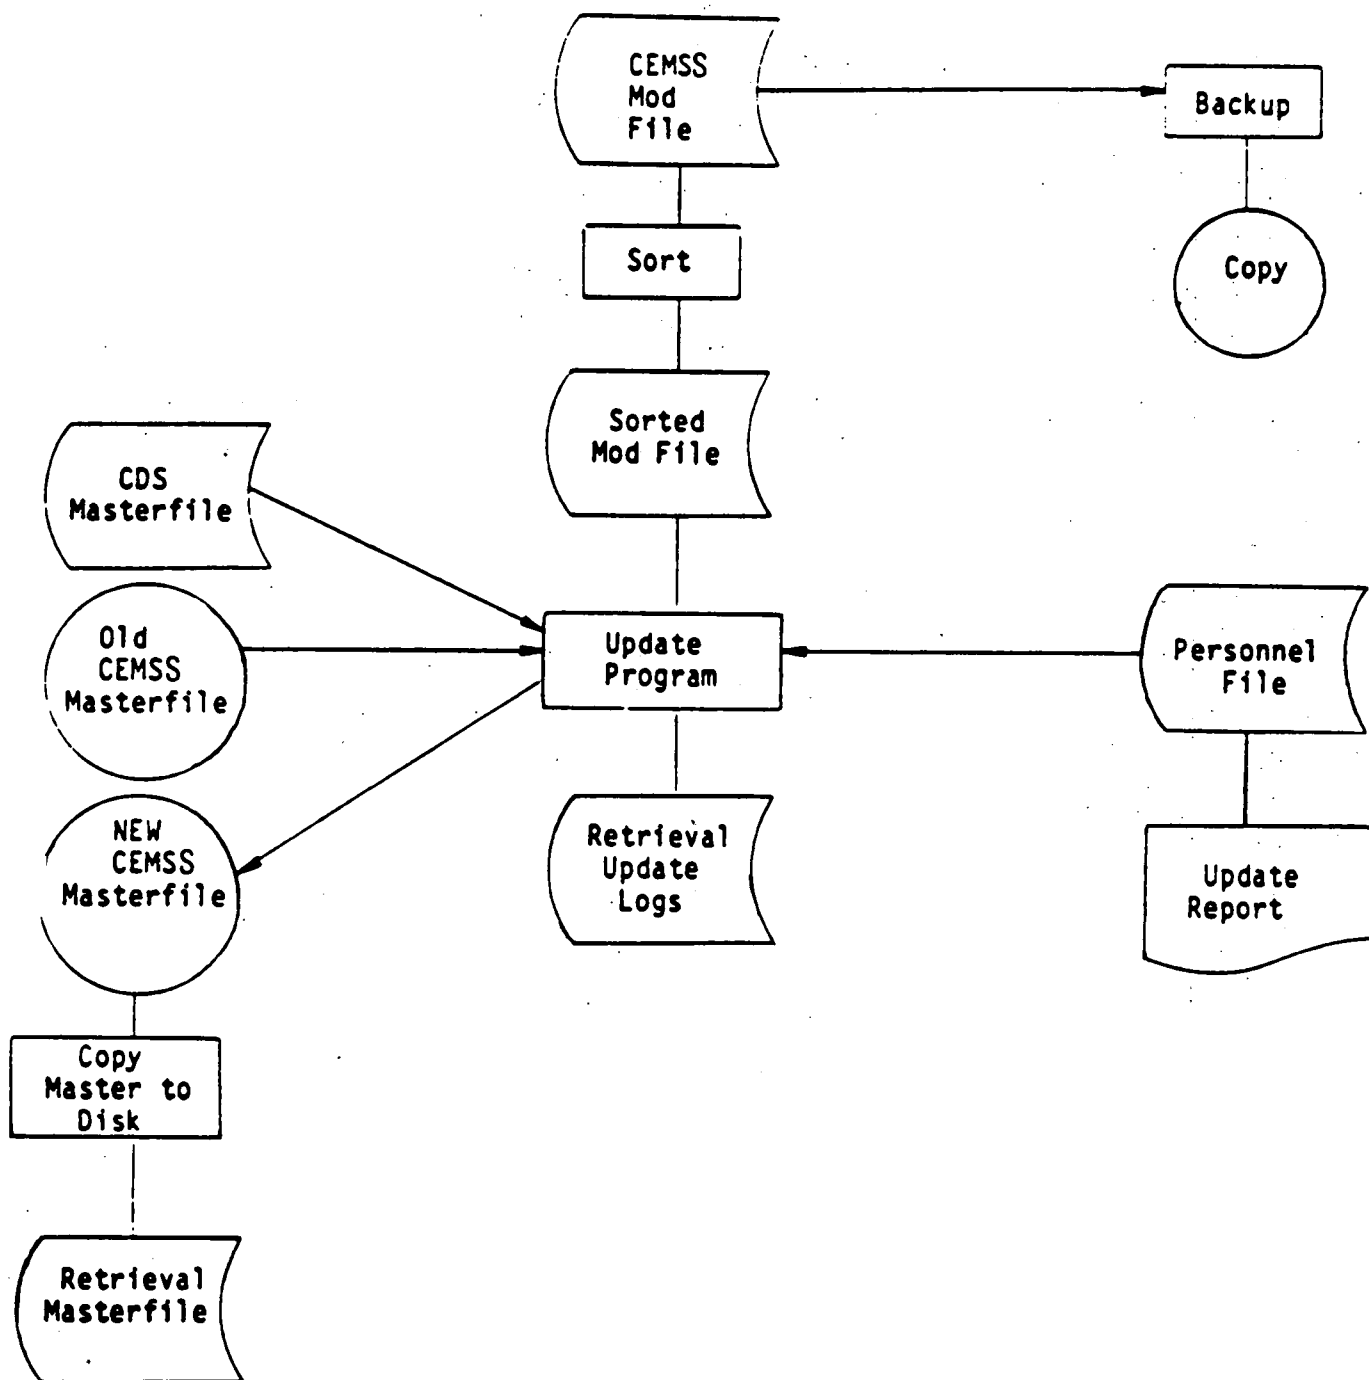 CEMSS
Mod
File
Backup
Sort
Copy
Sorted
Mod File
CDS
Masterfile
Old
CEMSS
Masterfile
Update
Program
Personnel
File
NEW
CEMSS
Masterfile
Retrieval
Update
Logs
Update
Report
Copy
Master to
Disk
Retrieval
Masterfile